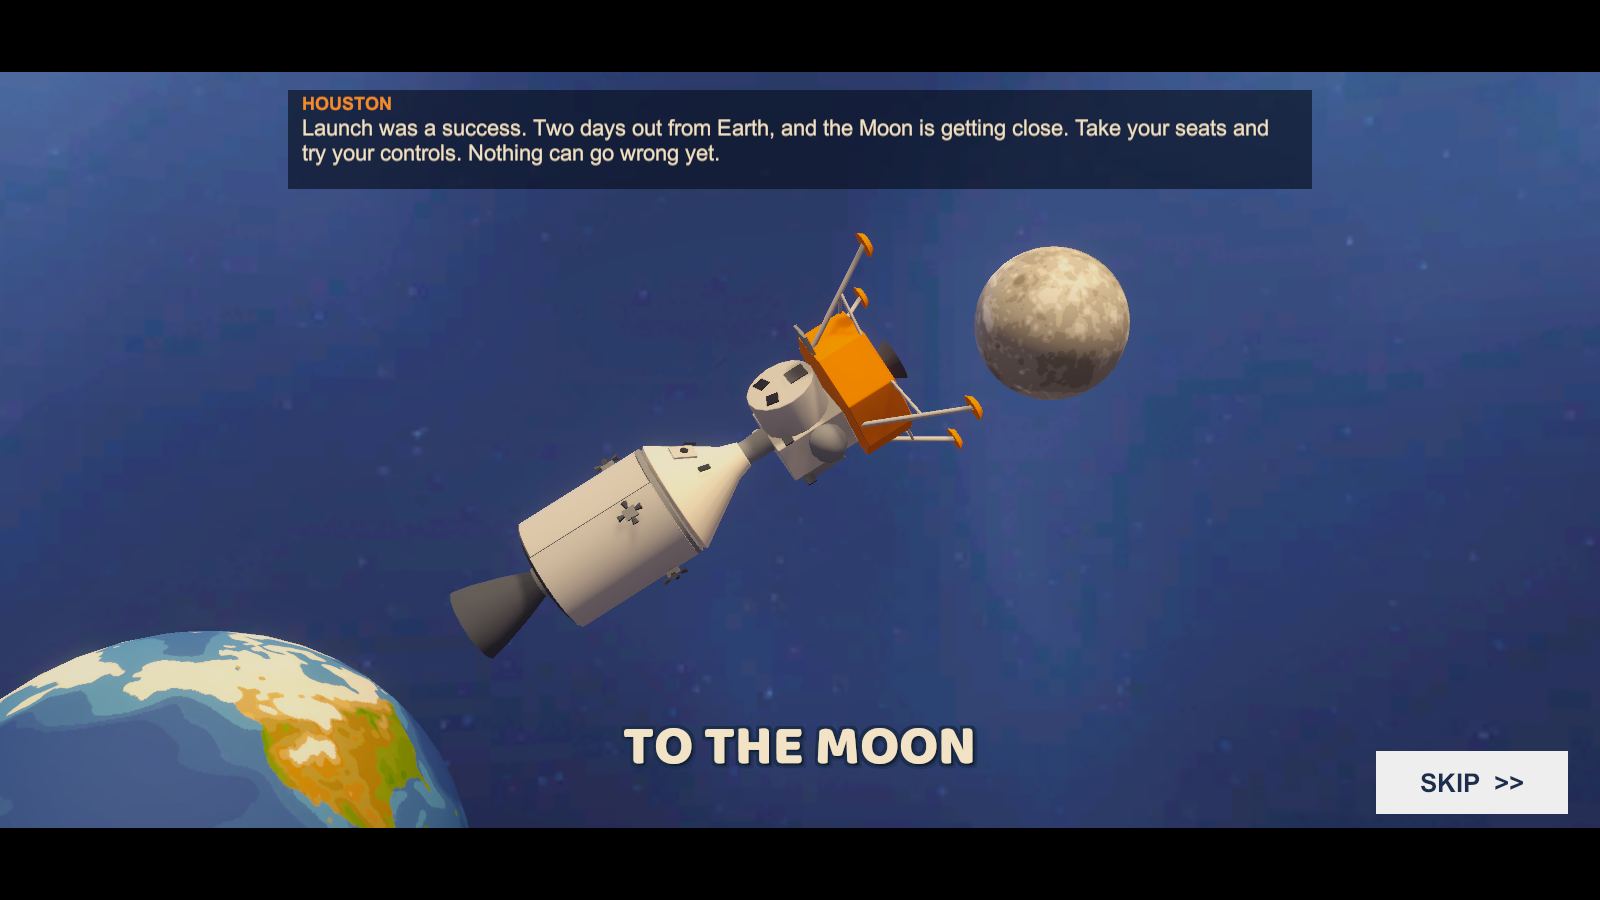 HOUSTON
Launch was a success. Two days out from Earth, and the Moon is getting close. Take your seats and
try your controls. Nothing can go wrong yet.
TO THE MOON
SKIP >>